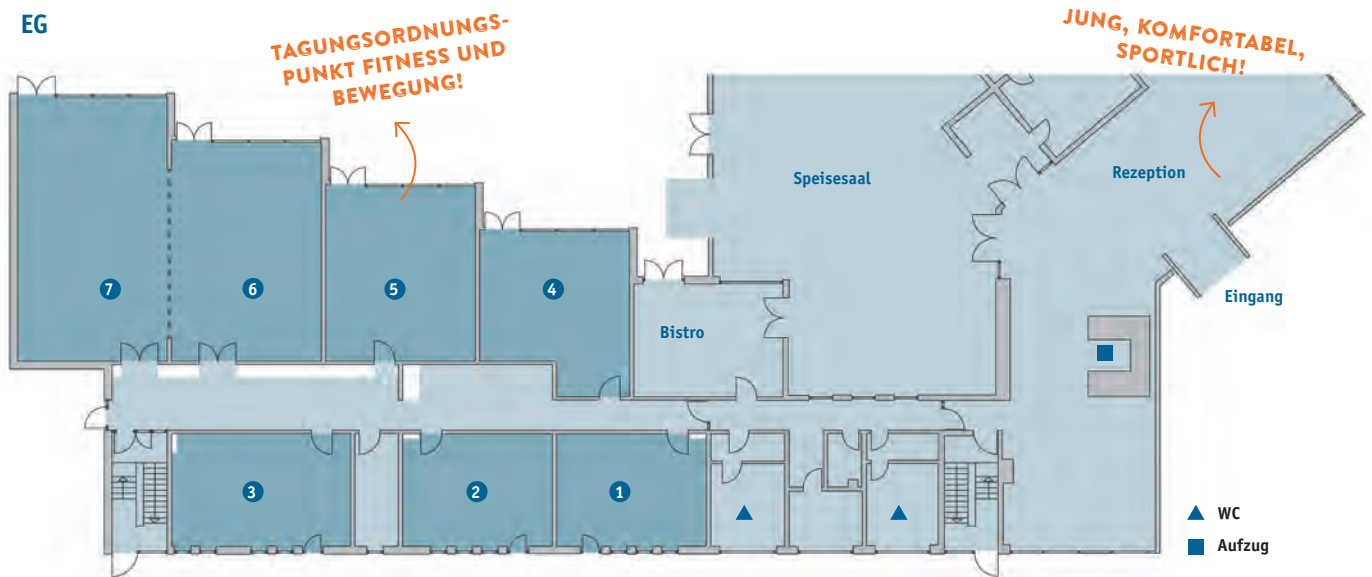 EG
TAGUNGSORDNUNGS-
PUNKT FITNESS UND
BEWEGUNG!
JUNG, KOMFORTABEL,
SPORTLICH!
Speisesaal
Rezeption
7
6
5
4
Bistro
Eingang
3
2
1
WC
Aufzug